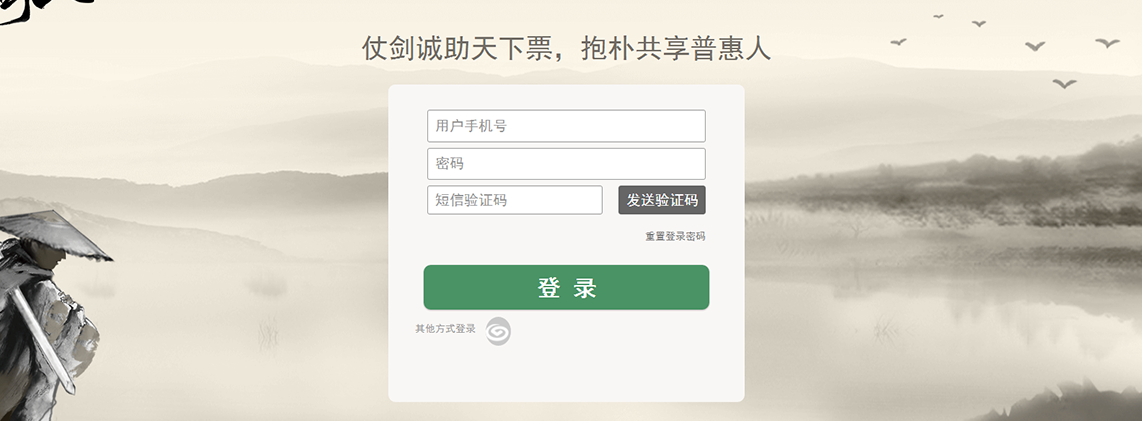 仗剑诚助天下票，抱朴共享普惠人
用户手机号
密码
短信验证码 发送验证码
重置登录密码
登 录
其他方式登录